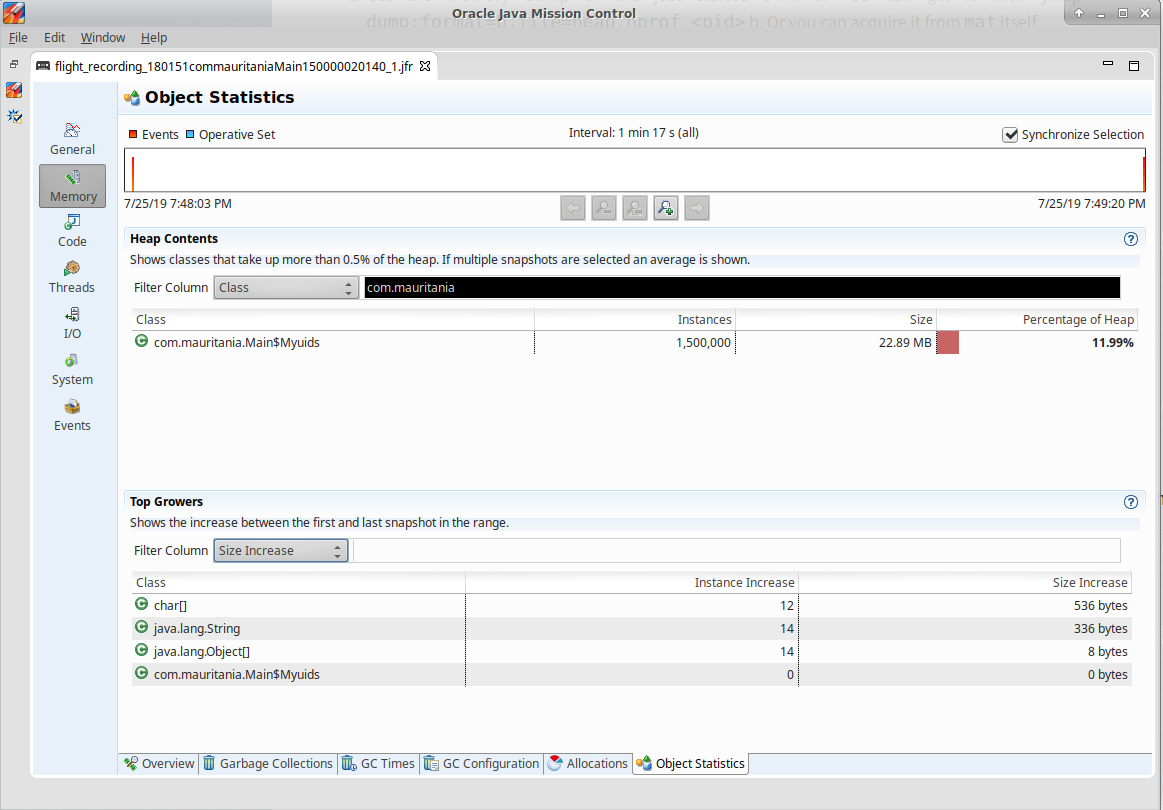 Oracle Java Mission Control
dump:format=b,file=heap.hprof <pid> b. Or you can acquire it from mat itself.
File Edit Window Help
flight_recording_180151commauritaniaMain150000020140_1.jfr
Object Statistics
Events Operative Set Interval: 1 min 17 s (all) Synchronize Selection
7/25/19 7:48:03 PM 7/25/19 7:49:20 PM
General
Memory
Code
Threads
I/O
System
Events
Heap Contents
Shows classes that take up more than 0.5% of the heap. If multiple snapshots are selected an average is shown.
Filter Column Class com.mauritania
Class Instances Size Percentage of Heap
com.mauritania.Main$Myuids 1,500,000 22.89 MB 11.99%
Top Growers
Shows the increase between the first and last snapshot in the range.
Filter Column Size Increase
Class Instance Increase Size Increase
char[] 12 536 bytes
java.lang.String 14 336 bytes
java.lang.Object[] 14 8 bytes
com.mauritania.Main$Myuids 0 0 bytes
Overview Garbage Collections GC Times GC Configuration Allocations Object Statistics